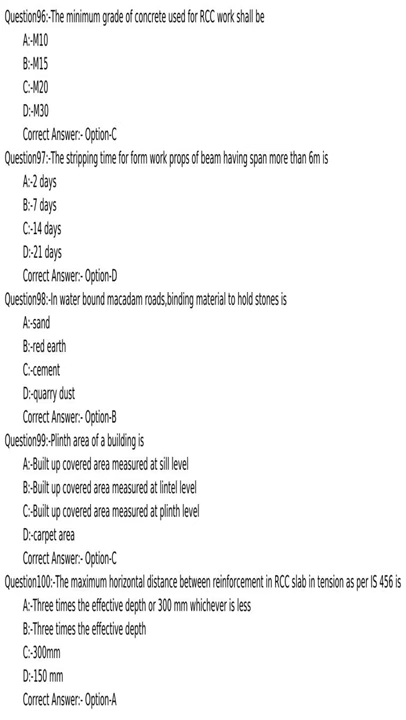 Question96:-The minimum grade of concrete used for RCC work shall be
A:-M10
B:-M15
C:-M20
D:-M30
Correct Answer:- Option-C
Question97:-The stripping time for form work props of beam having span more than 6m is
A:-2 days
B:-7 days
C:-14 days
D:-21 days
Correct Answer:- Option-D
Question98:-In water bound macadam roads,binding material to hold stones is
A:-sand
B:-red earth
C:-cement
D:-quarry dust
Correct Answer:- Option-B
Question99:-Plinth area of a building is
A:-Built up covered area measured at sill level
B:-Built up covered area measured at lintel level
C:-Built up covered area measured at plinth level
D:-carpet area
Correct Answer:- Option-C
Question100:-The maximum horizontal distance between reinforcement in RCC slab in tension as per IS 456 is
A:-Three times the effective depth or 300 mm whichever is less
B:-Three times the effective depth
C:-300mm
D:-150 mm
Correct Answer:- Option-A